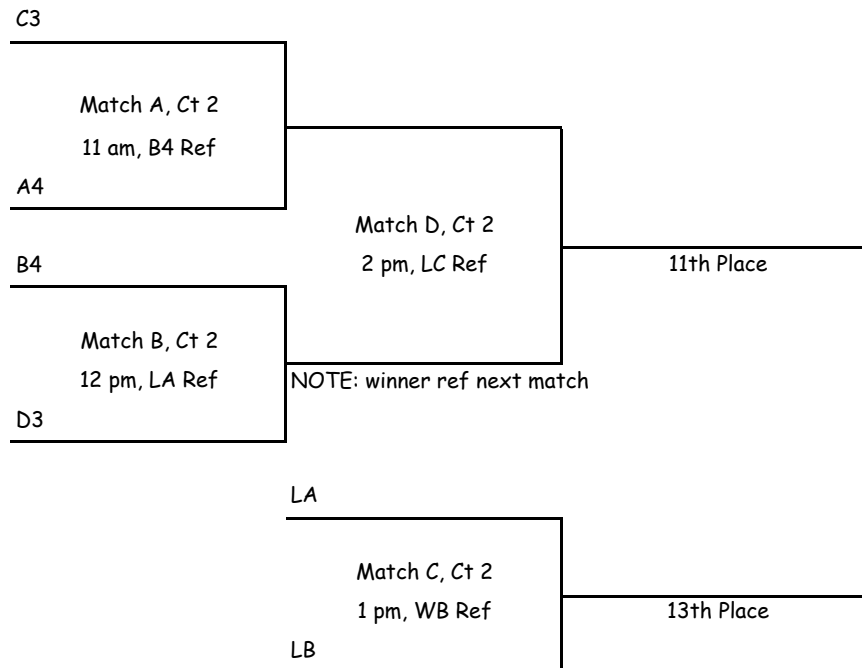 C3
Match A, Ct 2
11 am, B4 Ref
A4
Match D, Ct 2
2 pm, LC Ref
11th Place
B4
Match B, Ct 2
12 pm, LA Ref
NOTE: winner ref next match
D3
LA
Match C, Ct 2
1 pm, WB Ref
13th Place
LB